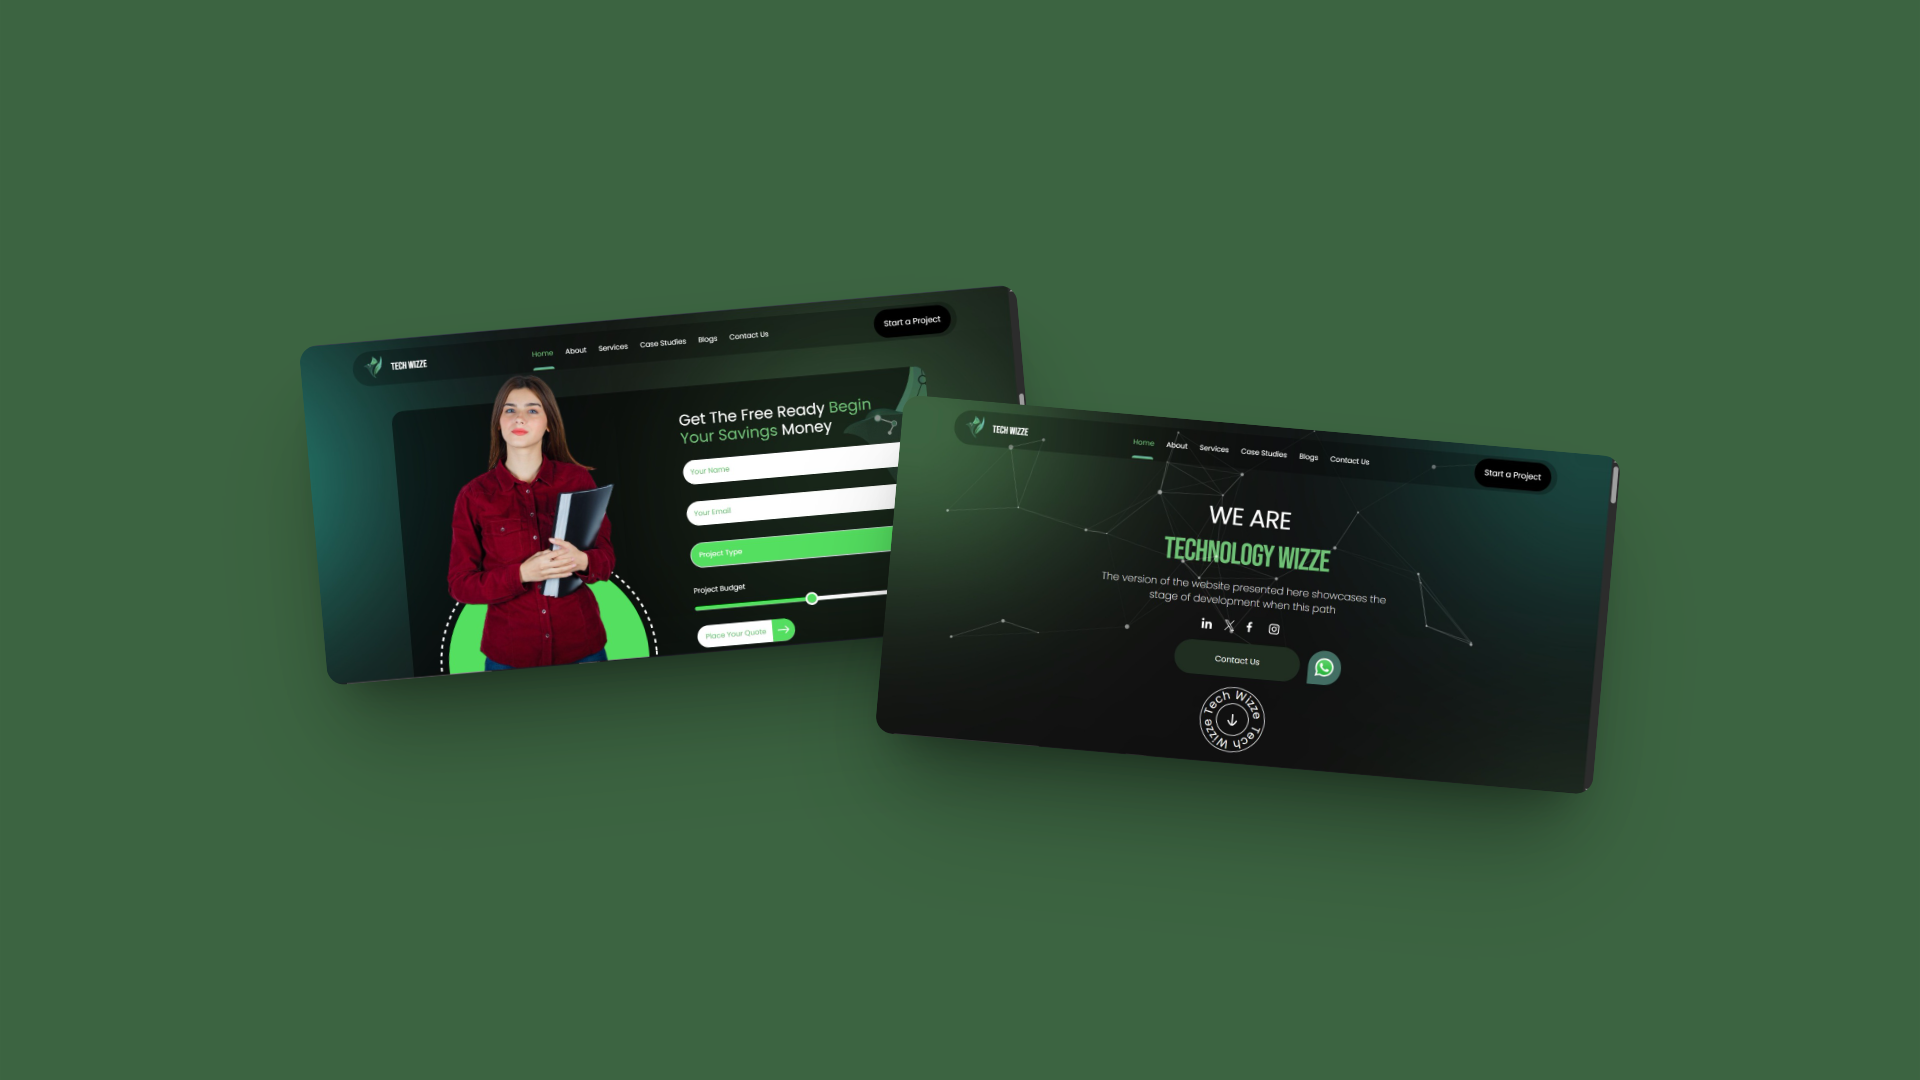 TECH WIZZE
Home About Services Case Studies Blogs Contact Us
Start a Project
Get The Free Ready Begin
Your Savings Money
Your Name
Your Email
Project Type
Project Budget
Place Your Quote
TECH WIZZE
Home About Services Case Studies Blogs Contact Us
Start a Project
WE ARE
TECHNOLOGY WIZZE
The version of the website presented here showcases the
stage of development when this path
Contact Us
Tech Wizze Tech Wizze